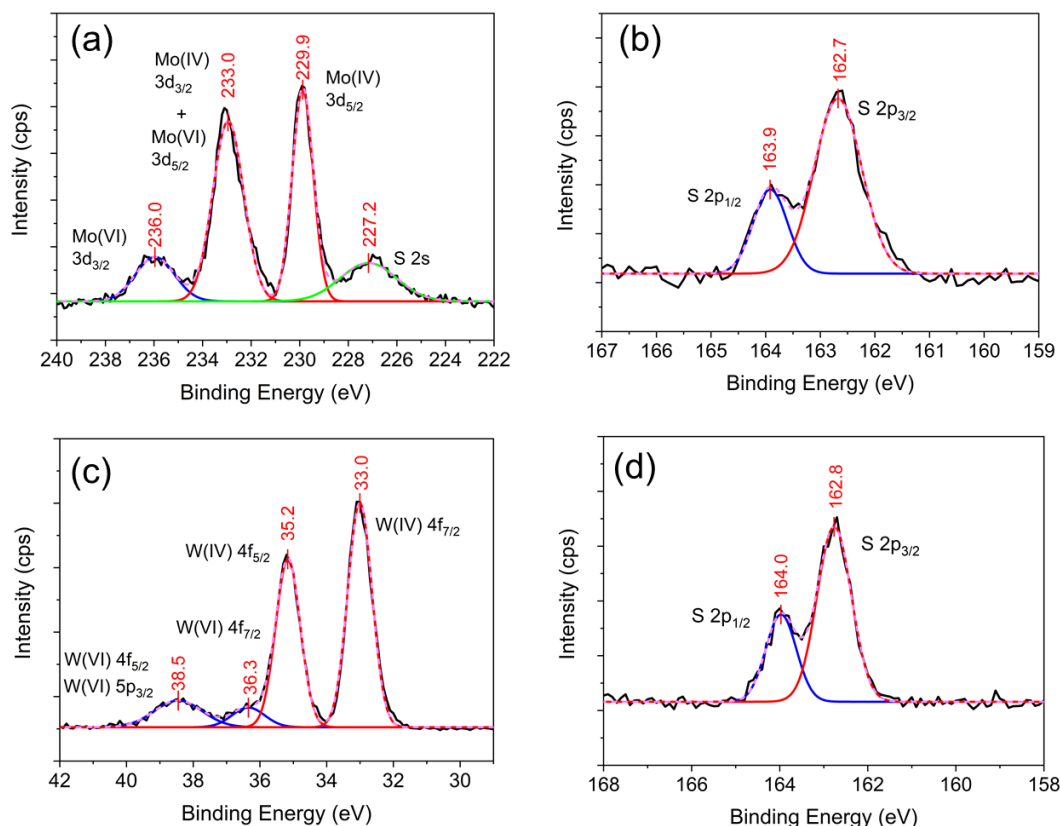 (a)
Mo(IV)
3d3/2
+
Mo(VI)
3d5/2
233.0
229.9
Mo(IV)
3d5/2
Mo(VI)
3d3/2
236.0
227.2
S 2s
Intensity (cps)
240 238 236 234 232 230 228 226 224 222
Binding Energy (eV)
(b)
162.7
S 2p3/2
163.9
S 2p1/2
Intensity (cps)
167 166 165 164 163 162 161 160 159
Binding Energy (eV)
(c)
33.0
W(IV) 4f7/2
35.2
W(IV) 4f5/2
W(VI) 4f7/2
36.3
W(VI) 4f5/2
W(VI) 5p3/2
38.5
Intensity (cps)
42 40 38 36 34 32 30
Binding Energy (eV)
(d)
162.8
S 2p3/2
164.0
S 2p1/2
Intensity (cps)
168 166 164 162 160 158
Binding Energy (eV)